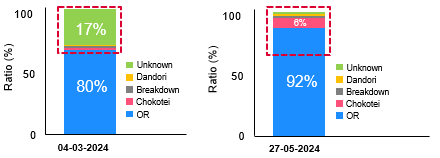 Ratio (%)
100
50
0
17%
80%
Unknown
Dandori
Breakdown
Chokotei
OR
04-03-2024
Ratio (%)
100
50
0
6%
92%
Unknown
Dandori
Breakdown
Chokotei
OR
27-05-2024